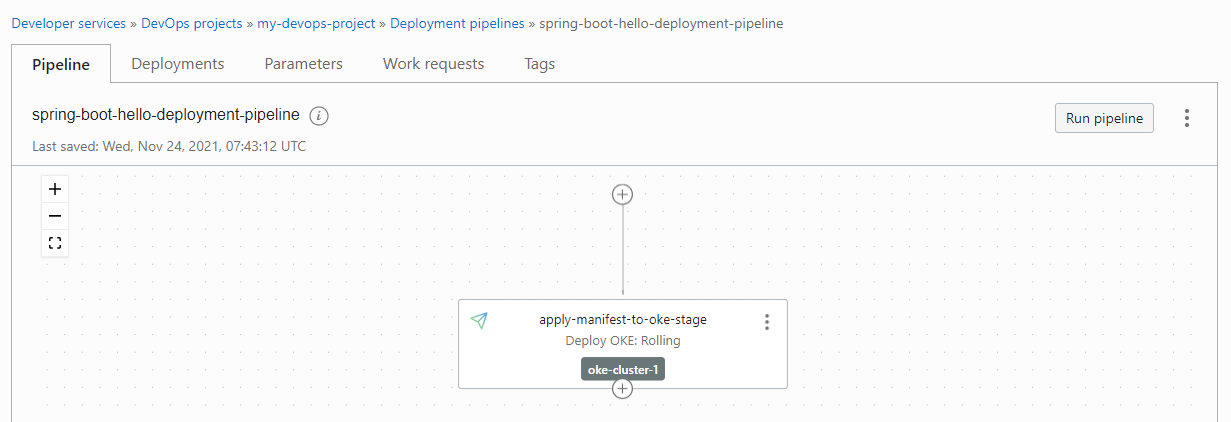 Developer services » DevOps projects » my-devops-project » Deployment pipelines » spring-boot-hello-deployment-pipeline
Pipeline Deployments Parameters Work requests Tags
spring-boot-hello-deployment-pipeline i
Run pipeline
Last saved: Wed, Nov 24, 2021, 07:43:12 UTC
apply-manifest-to-oke-stage
Deploy OKE: Rolling
oke-cluster-1